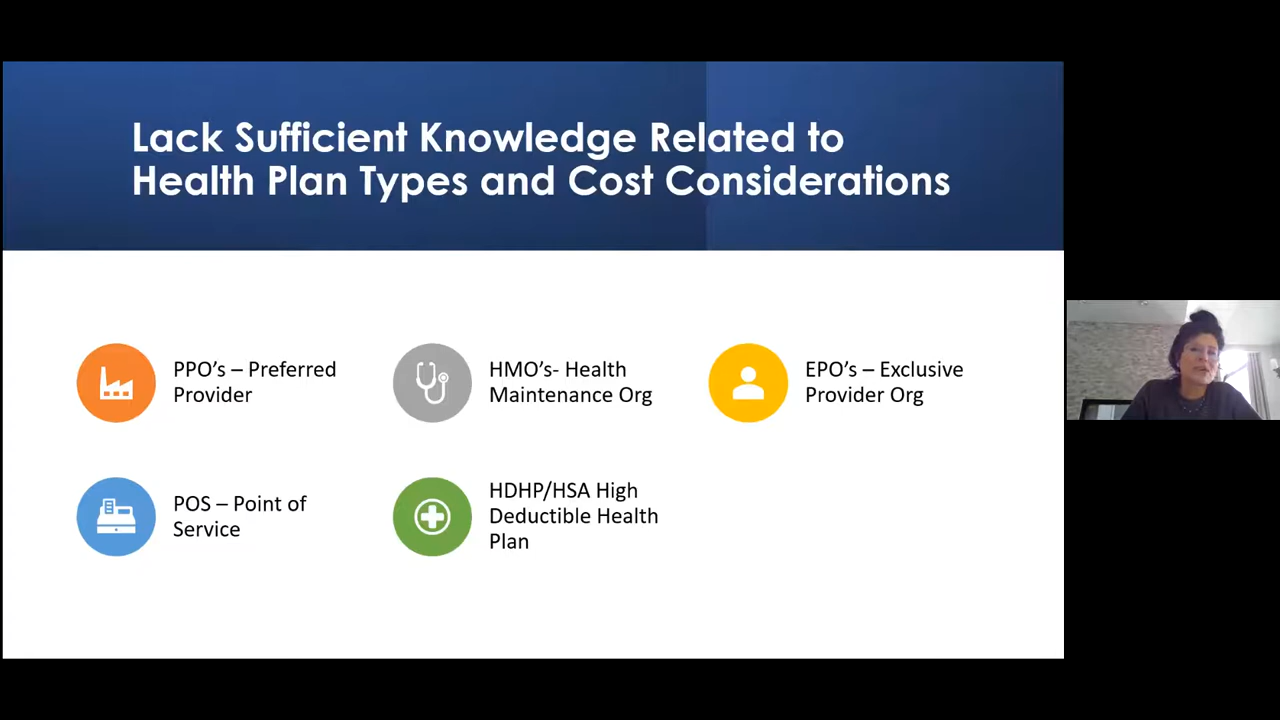 Lack Sufficient Knowledge Related to
Health Plan Types and Cost Considerations
PPO's – Preferred
Provider
HMO's- Health
Maintenance Org
EPO's – Exclusive
Provider Org
POS – Point of
Service
HDHP/HSA High
Deductible Health
Plan